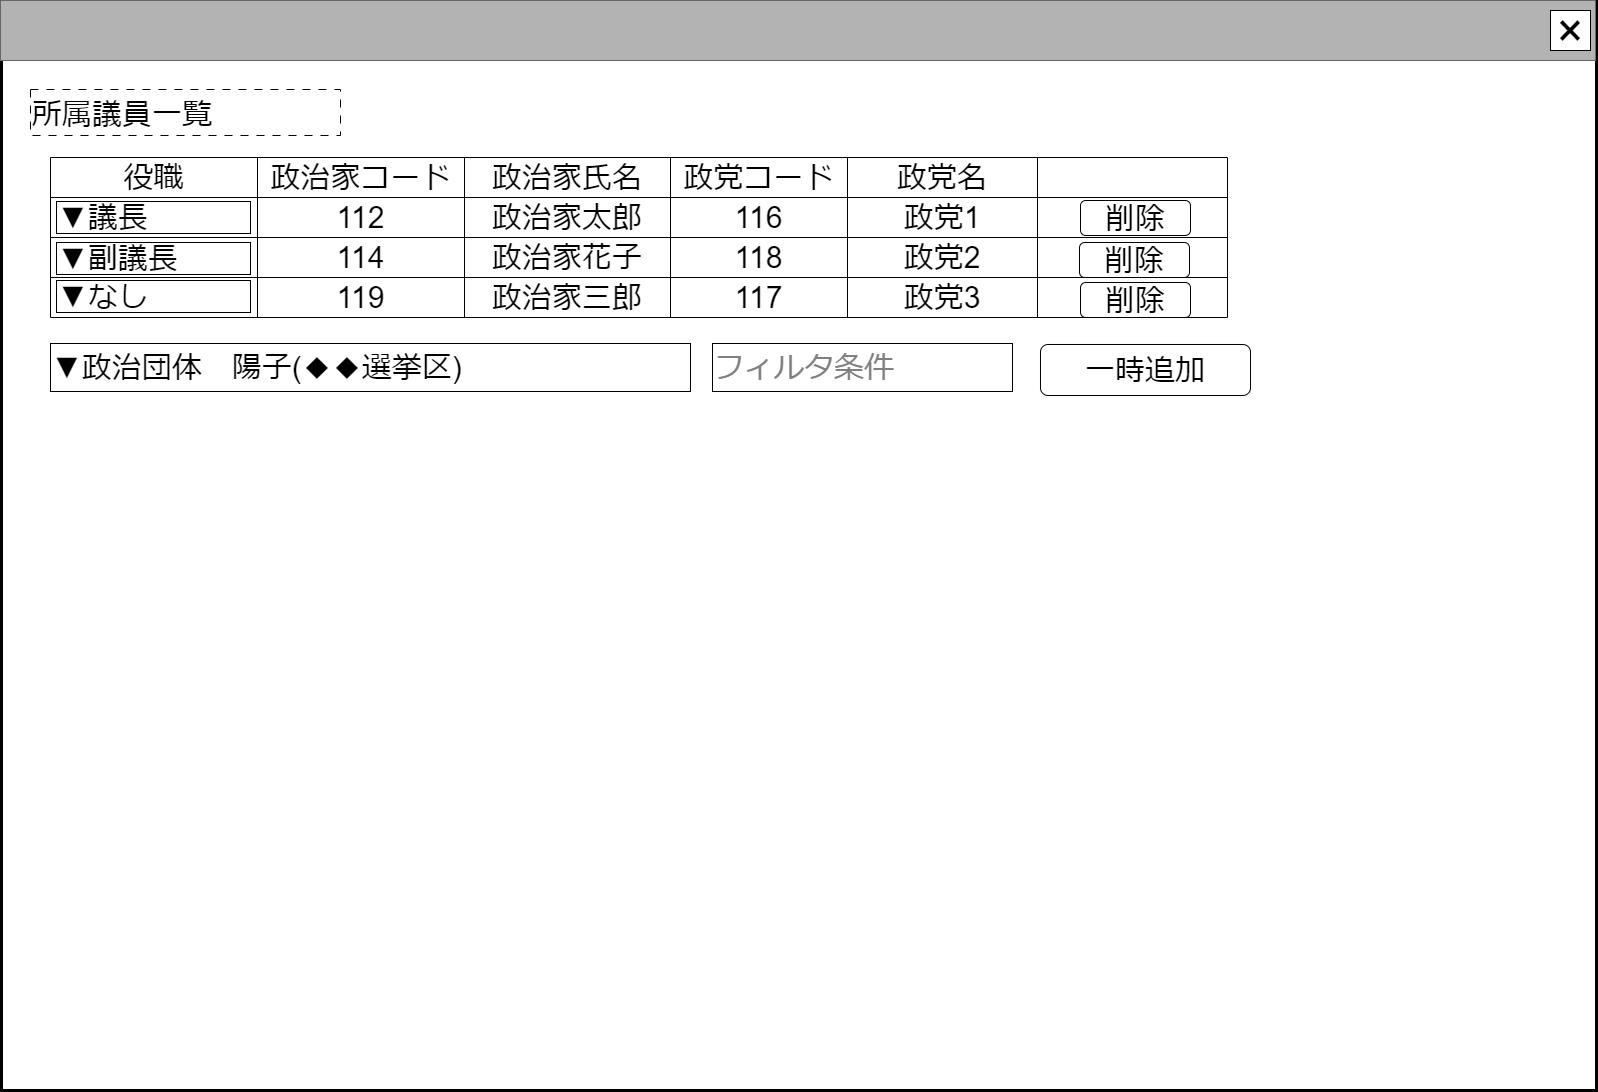 所属議員一覧
役職 政治家コード 政治家氏名 政党コード 政党名
▼議長 112 政治家太郎 116 政党1 削除
▼副議長 114 政治家花子 118 政党2 削除
▼なし 119 政治家三郎 117 政党3 削除
▼政治団体　陽子(◆◆選挙区) フィルタ条件 一時追加